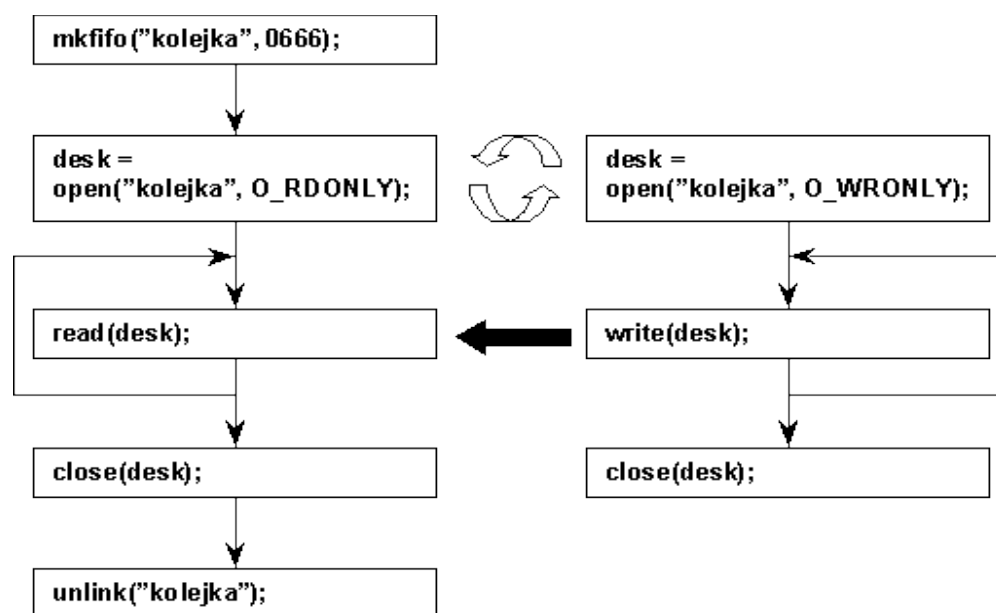 mkfifo(”kolejka”, 0666);
desk =
open(”kolejka”, O_RDONLY);
desk =
open(”kolejka”, O_WRONLY);
read(desk);
write(desk);
close(desk);
close(desk);
unlink(”kolejka”);